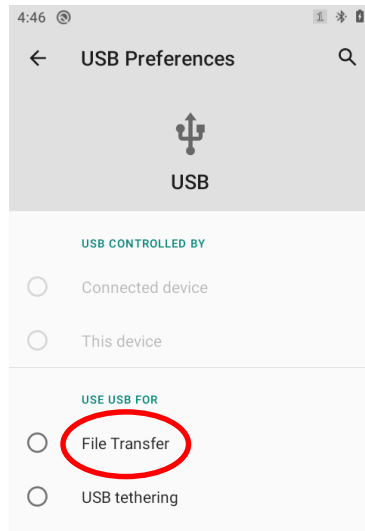 4:46
USB Preferences
USB
USB CONTROLLED BY
Connected device
This device
USE USB FOR
File Transfer
USB tethering